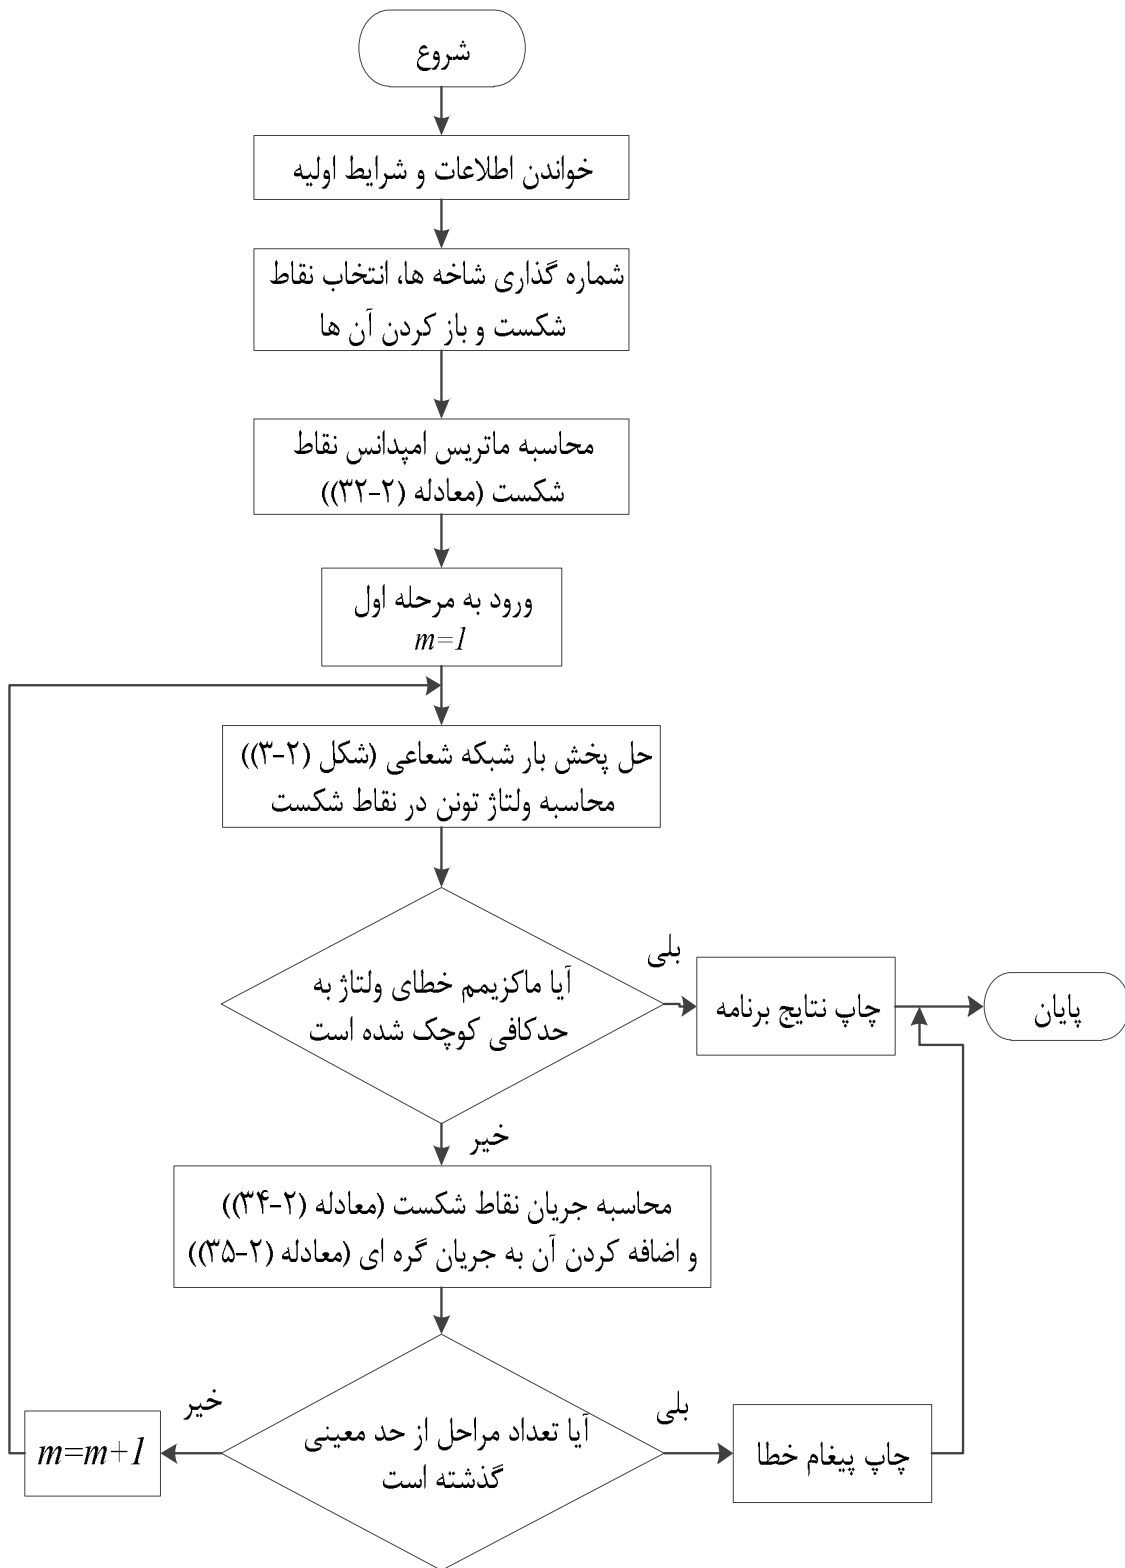 شروع
خواندن اطلاعات و شرایط اولیه
شماره گذاری شاخه ها، انتخاب نقاط
شکست و باز کردن آن ها
محاسبه ماتریس امپدانس نقاط
شکست (معادله (۲-۳۲))
ورود به مرحله اول
m=1
حل پخش بار شبکه شعاعی (شکل (۲-۳))
محاسبه ولتاژ تونن در نقاط شکست
آیا ماکزیمم خطای ولتاژ به
حدکافی کوچک شده است
بلی
چاپ نتایج برنامه
پایان
خیر
محاسبه جریان نقاط شکست (معادله (۲-۳۴))
و اضافه کردن آن به جریان گره ای (معادله (۲-۳۵))
آیا تعداد مراحل از حد معینی
گذشته است
بلی
چاپ پیغام خطا
خیر
m=m+1